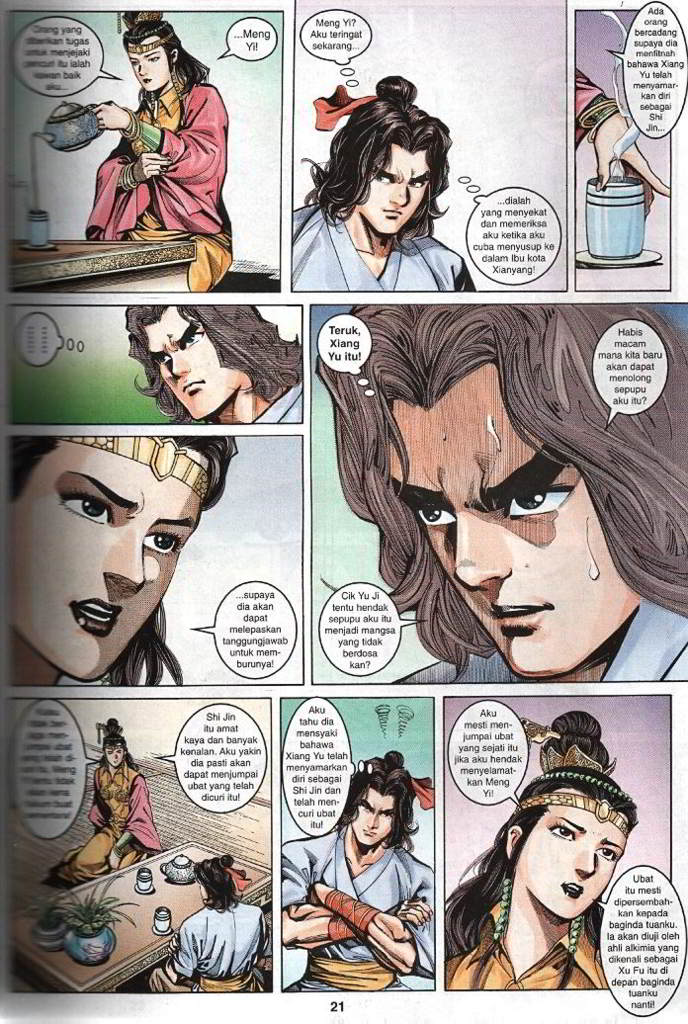 Orang yang
diberikan tugas
untuk menjejaki
pencuri itu ialah
kawan baik
aku...
...Meng
Yi!
Meng Yi?
Aku teringat
sekarang...
...dialah
yang menyekat
dan memeriksa
aku ketika aku
cuba menyusup ke
dalam Ibu kota
Xianyang!
Ada
orang
bercadang
supaya dia
menfitnah
bahawa Xiang
Yu telah
menyamar-
kan diri
sebagai
Shi
Jin...
Teruk,
Xiang
Yu itu!
Habis
macam
mana kita baru
akan dapat
menolong
sepupu
aku itu?
...supaya
dia akan
dapat
melepaskan
tanggungjawab
untuk mem-
burunya!
Cik Yu Ji
tentu hendak
sepupu aku itu
menjadi mangsa
yang tidak
berdosa
kan?
Shi Jin
itu amat
kaya dan banyak
kenalan. Aku yakin
dia pasti akan
dapat menjumpai
ubat yang telah
dicuri itu!
Aku
tahu dia
mensyaki
bahawa
Xiang Yu telah
menyamarkan
diri sebagai
Shi Jin dan
telah men-
curi ubat
itu!
Aku
mesti men-
jumpai ubat
yang sejati itu
jika aku hendak
menyelamat-
kan Meng
Yi!
Ubat
itu mesti
dipersembah-
kan kepada
baginda tuanku.
Ia akan diuji oleh
ahli alkimia yang
dikenali sebagai
Xu Fu itu di
depan baginda
tuanku
nanti!
21